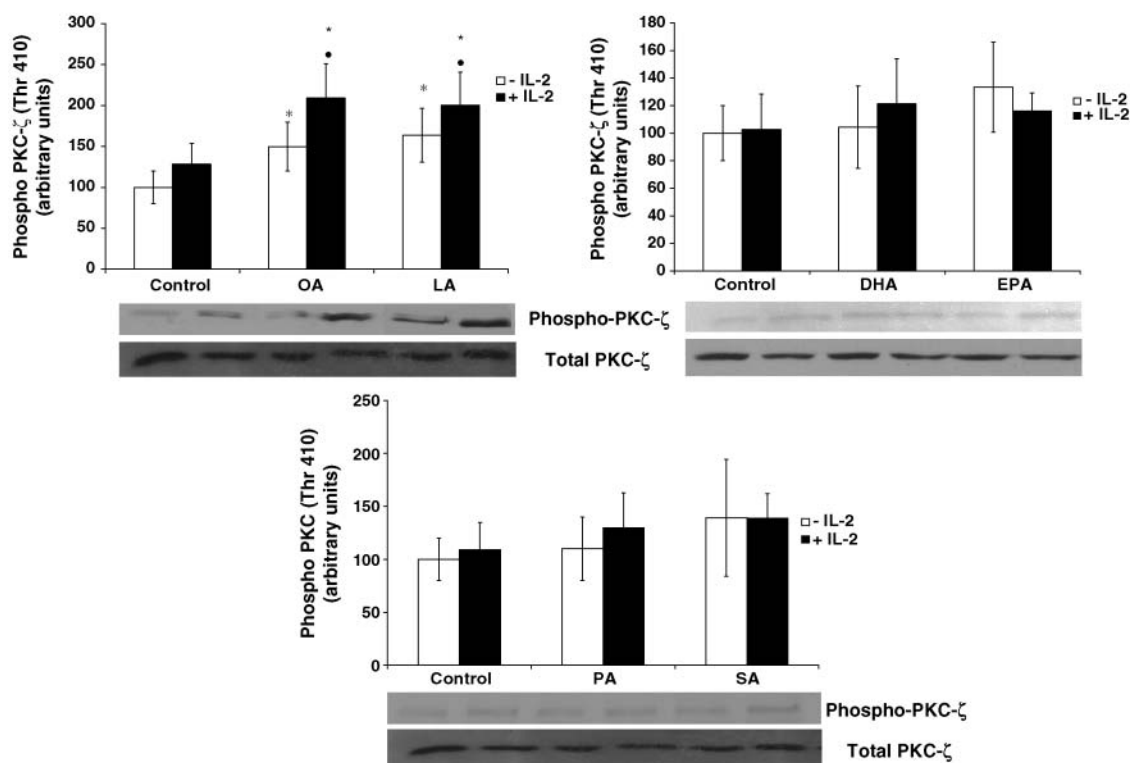 Phospho PKC-ζ (Thr 410)
(arbitrary units)
300
250
200
150
100
50
0
*
•
*
*
•
*
- IL-2
+ IL-2
Control OA LA
Phospho PKC-ζ (Thr 410)
(arbitrary units)
180
160
140
120
100
80
60
40
20
0
- IL-2
+ IL-2
Control DHA EPA
Phospho-PKC-ζ
Total PKC-ζ
Phospho PKC (Thr 410)
(arbitrary units)
250
200
150
100
50
0
- IL-2
+ IL-2
Control PA SA
Phospho-PKC-ζ
Total PKC-ζ